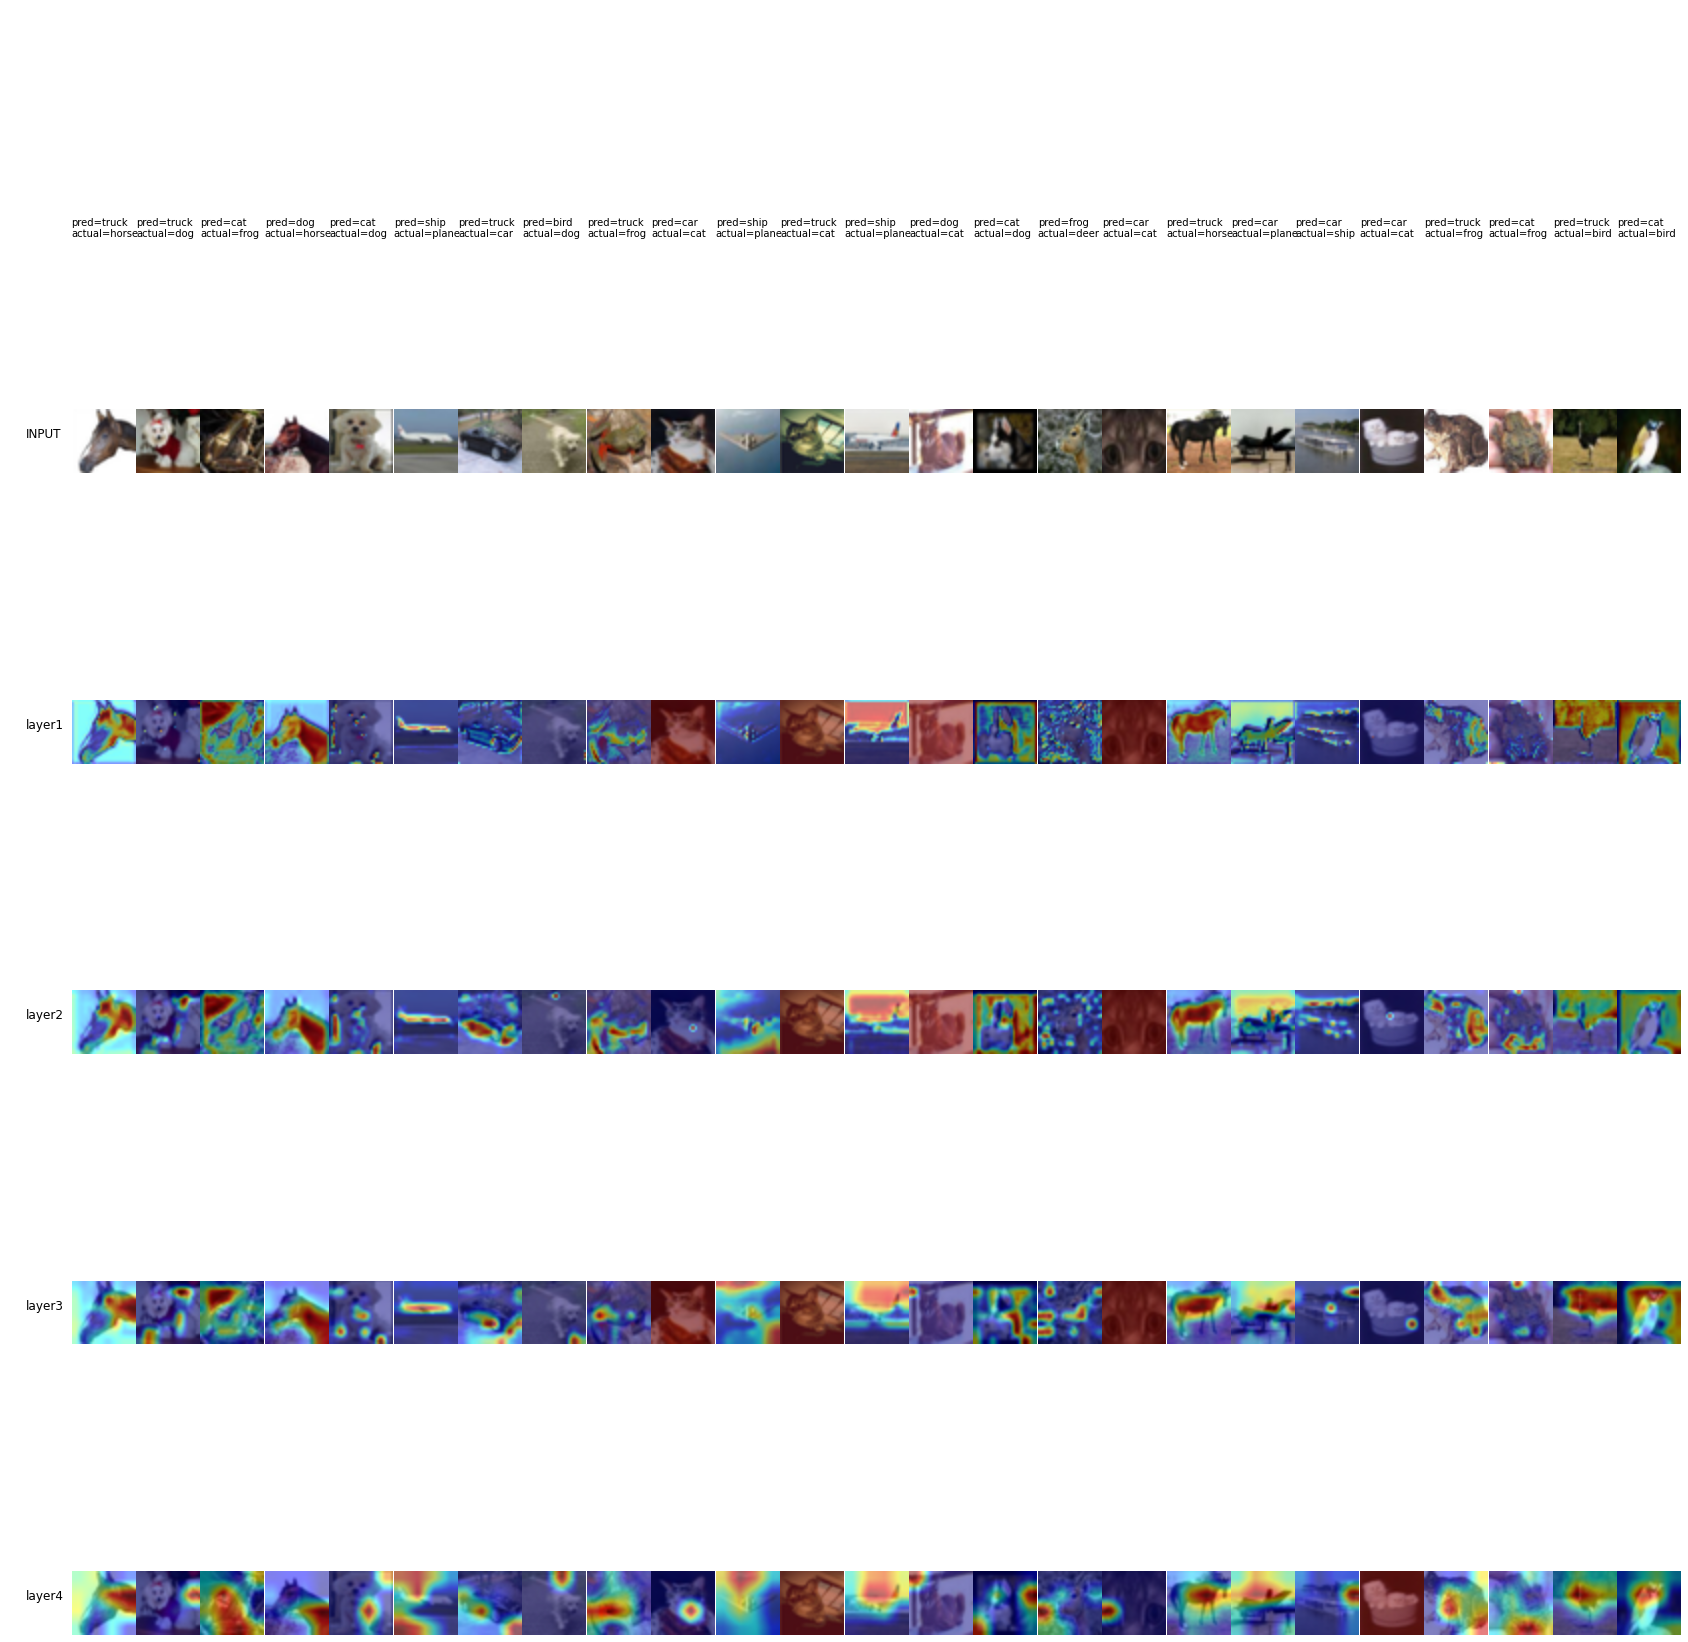 pred=truck pred=truck pred=cat pred=dog pred=cat pred=ship pred=truck pred=bird pred=truck pred=car pred=ship pred=truck pred=ship pred=dog pred=cat pred=frog pred=car pred=truck pred=car pred=car pred=car pred=truck pred=cat pred=truck pred=cat
actual=horse actual=dog actual=frog actual=horse actual=dog actual=plane actual=car actual=dog actual=frog actual=cat actual=plane actual=cat actual=plane actual=cat actual=dog actual=deer actual=cat actual=horse actual=plane actual=ship actual=cat actual=frog actual=frog actual=bird actual=bird
INPUT
layer1
layer2
layer3
layer4